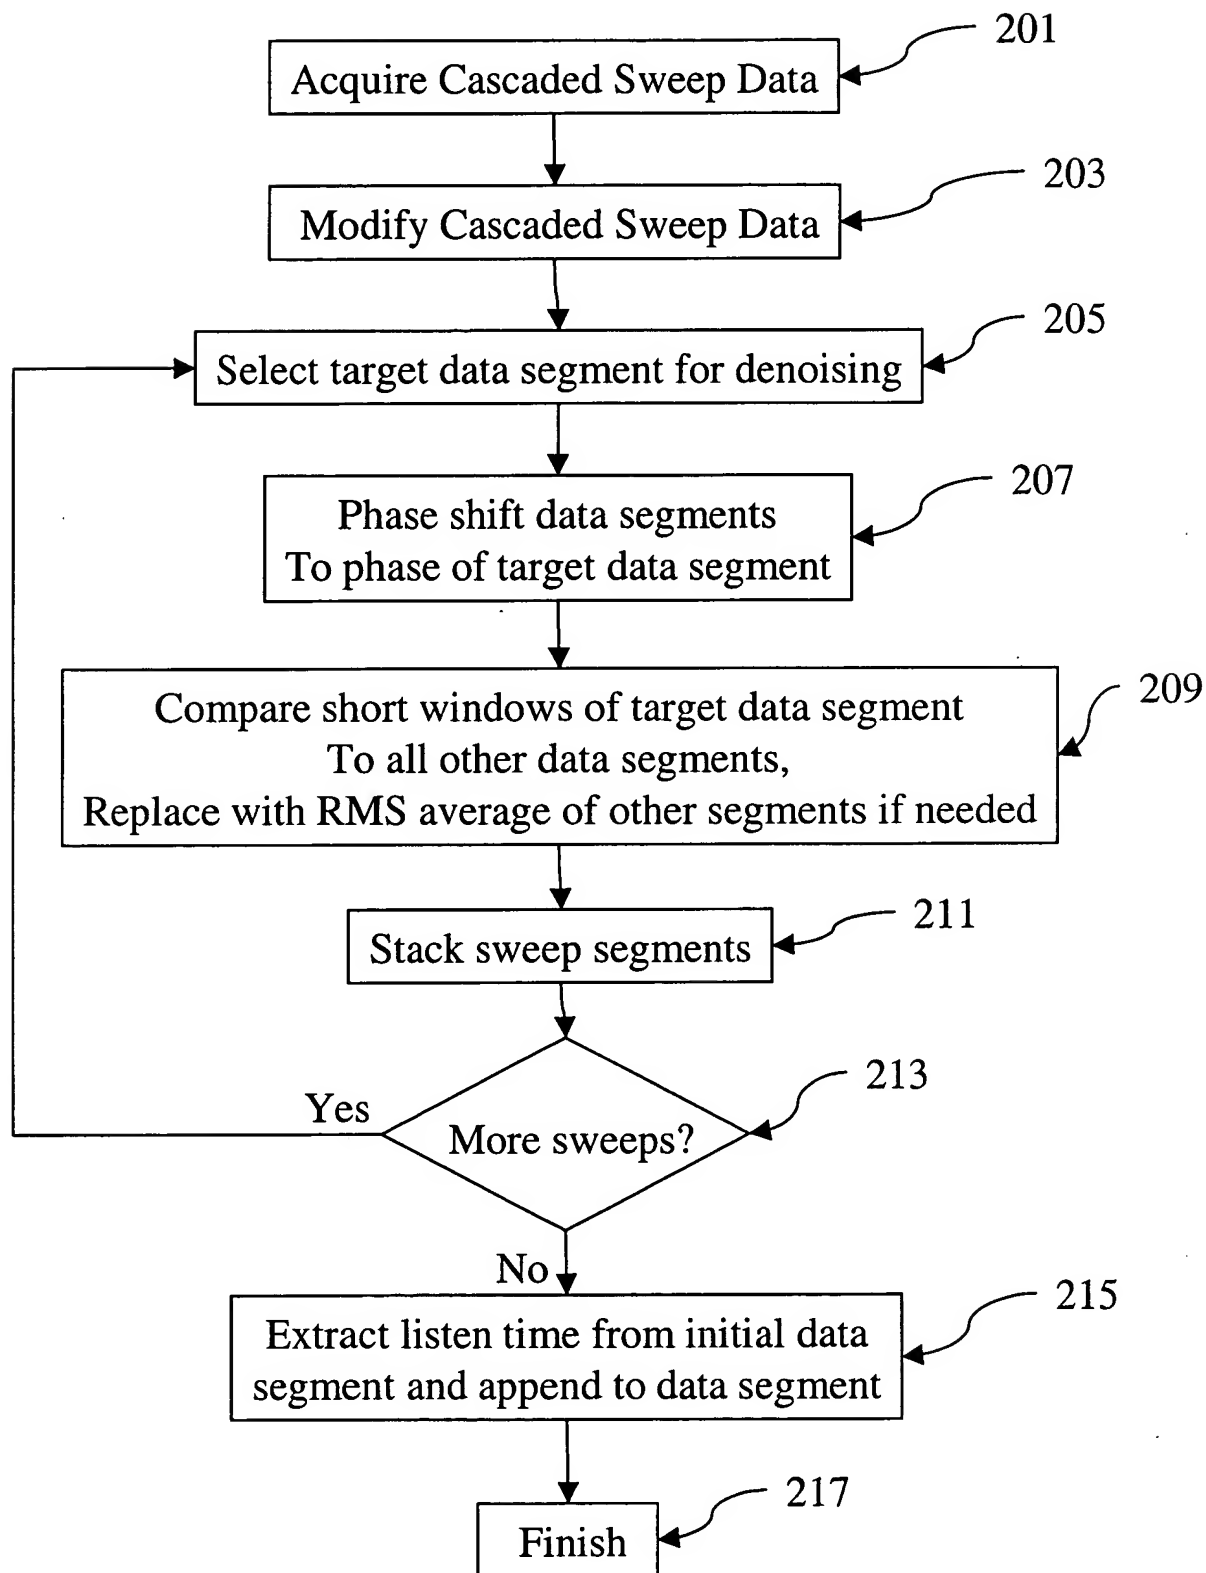 201
Acquire Cascaded Sweep Data
203
Modify Cascaded Sweep Data
205
Select target data segment for denoising
207
Phase shift data segments
To phase of target data segment
209
Compare short windows of target data segment
To all other data segments,
Replace with RMS average of other segments if needed
211
Stack sweep segments
213
Yes
More sweeps?
No
215
Extract listen time from initial data
segment and append to data segment
217
Finish